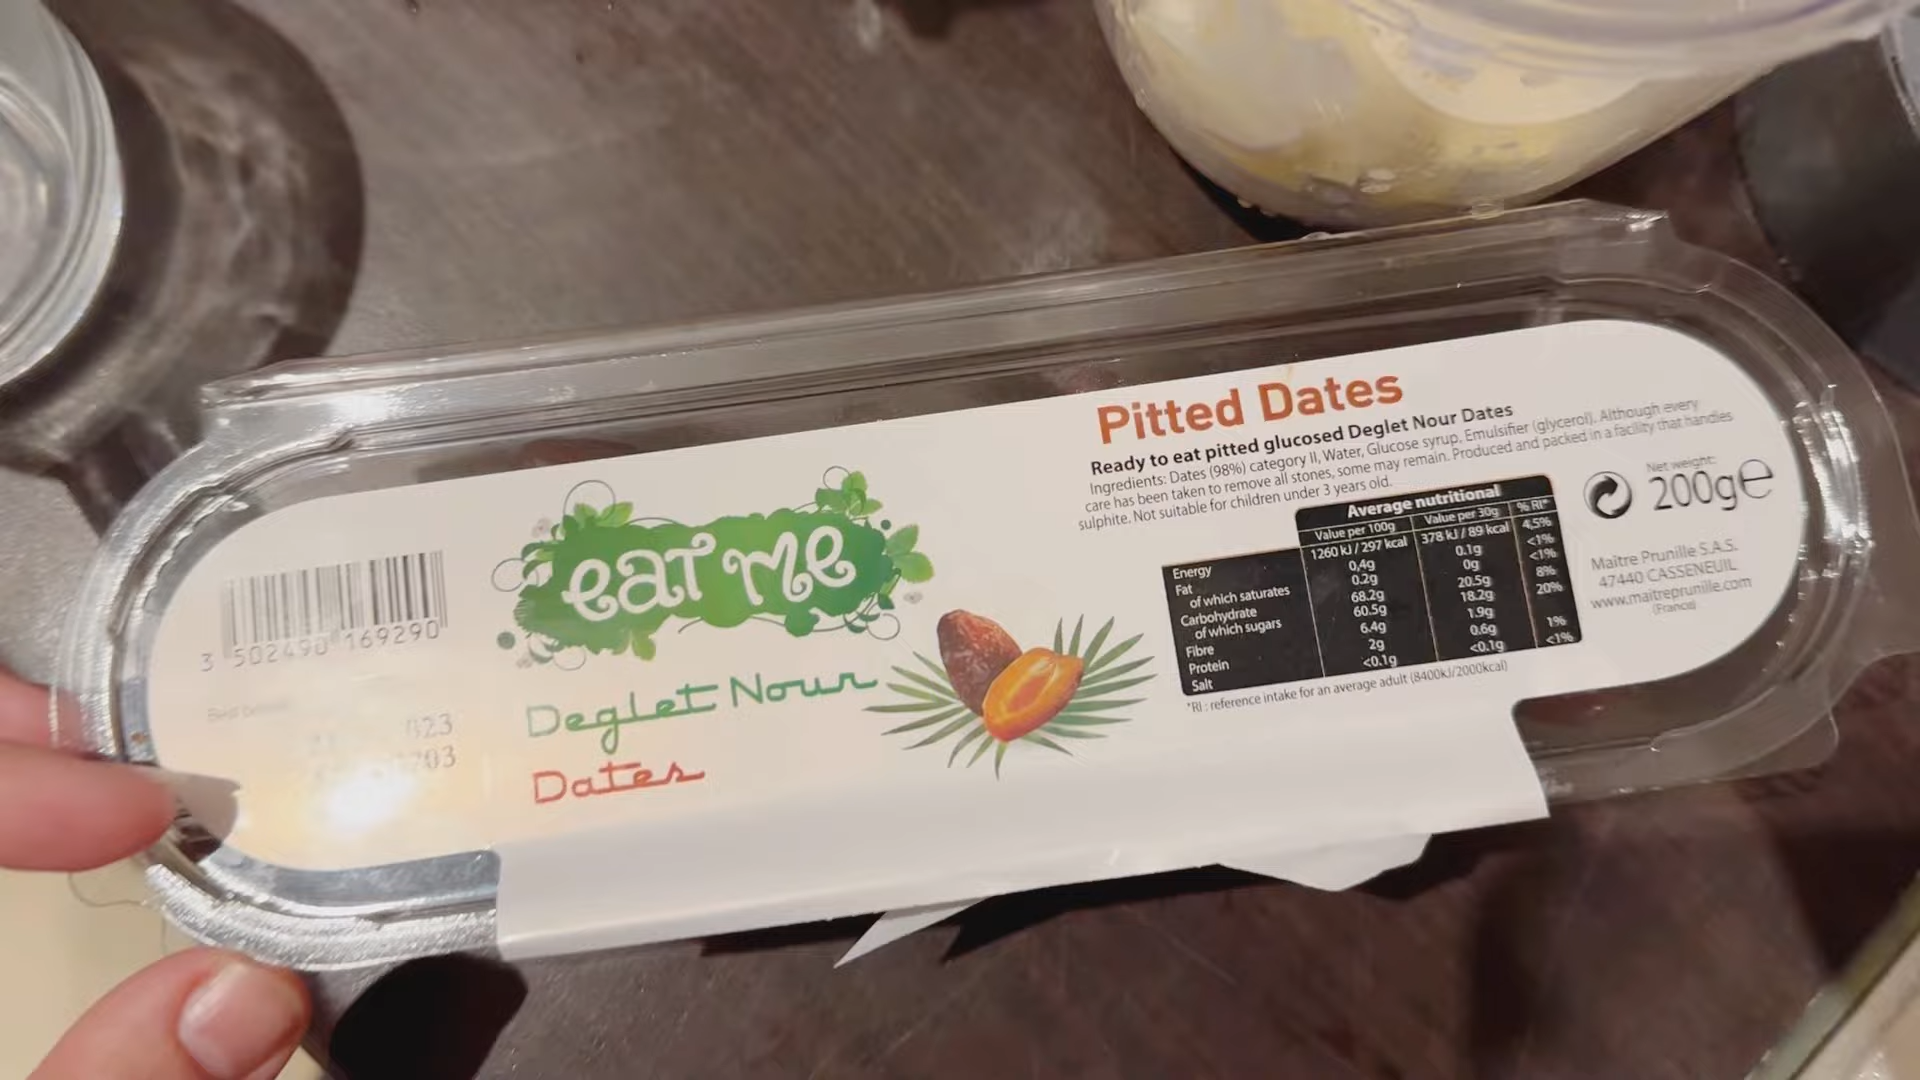 eat me
Deglet Nour
Dates
3 502490 169290
023
703
Pitted Dates
Ready to eat pitted glucosed Deglet Nour Dates
Ingredients: Dates (98%) category II, Water, Glucose syrup, Emulsifier (glycerol). Although every
care has been taken to remove all stones, some may remain. Produced and packed in a facility that handles
sulphite. Not suitable for children under 3 years old.
Average nutritional
Value per 100g Value per 30g % RI*
Energy 1260 kJ / 297 kcal 378 kJ / 89 kcal 4,5%
Fat 0,4g 0.1g <1%
of which saturates 0.2g 0g <1%
Carbohydrate 68.2g 20.5g 8%
of which sugars 60.5g 18.2g 20%
Fibre 6.4g 1.9g
Protein 2g 0.6g 1%
Salt <0.1g <0.1g <1%
*RI : reference intake for an average adult (8400kJ/2000kcal)
Net weight:
200g e
Maître Prunille S.A.S.
47440 CASSENEUIL
www.maitreprunille.com
(France)